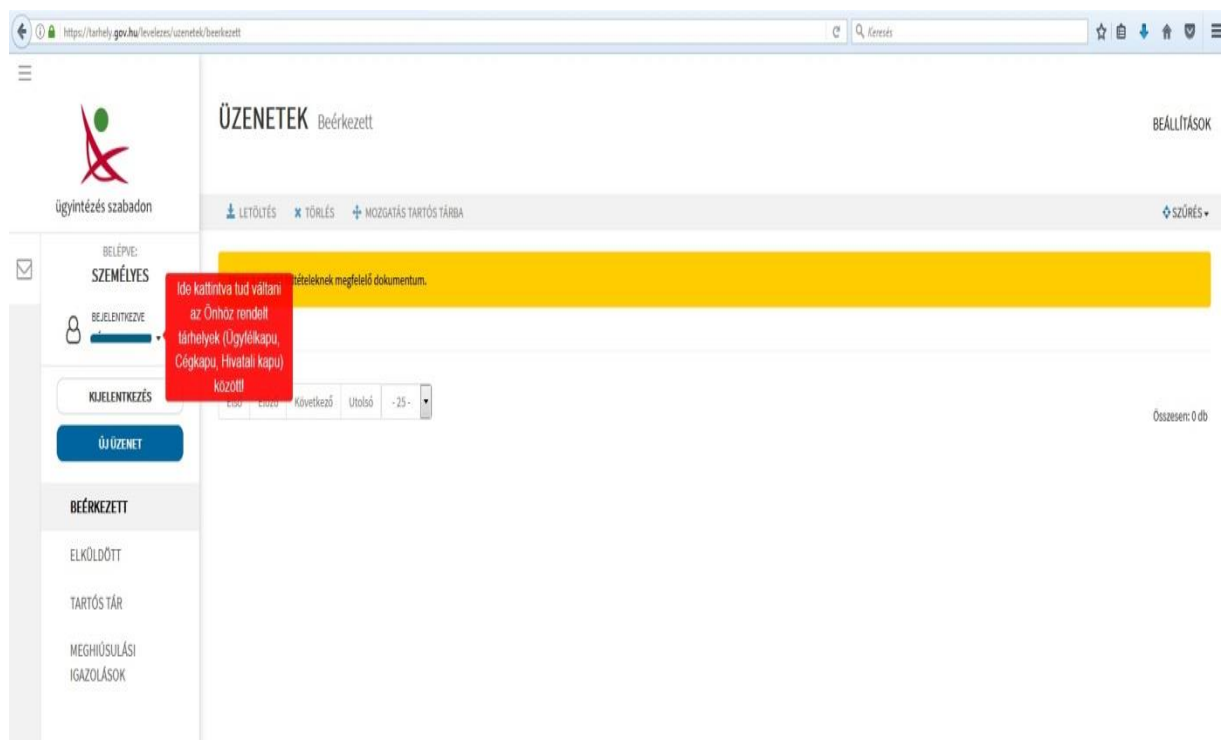 https://tarhely.gov.hu/levelezes/uzenetek/beerkezett
Keresés
ÜZENETEK Beérkezett
BEÁLLÍTÁSOK
ügyintézés szabadon
LETÖLTÉS TÖRLÉS MOZGATÁS TARTÓS TÁRBA
SZŰRÉS
BELÉPVE:
SZEMÉLYES
megfelelő dokumentum.
BEJELENTKEZVE
Ide kattintva tud váltani
az Önhöz rendelt
tárhelyek (Ügyfélkapu,
Cégkapu, Hivatali kapu)
között!
KIJELENTKEZÉS
Első Előző Következő Utolsó - 25 -
Összesen: 0 db
ÚJ ÜZENET
BEÉRKEZETT
ELKÜLDÖTT
TARTÓS TÁR
MEGHIÚSULÁSI
IGAZOLÁSOK